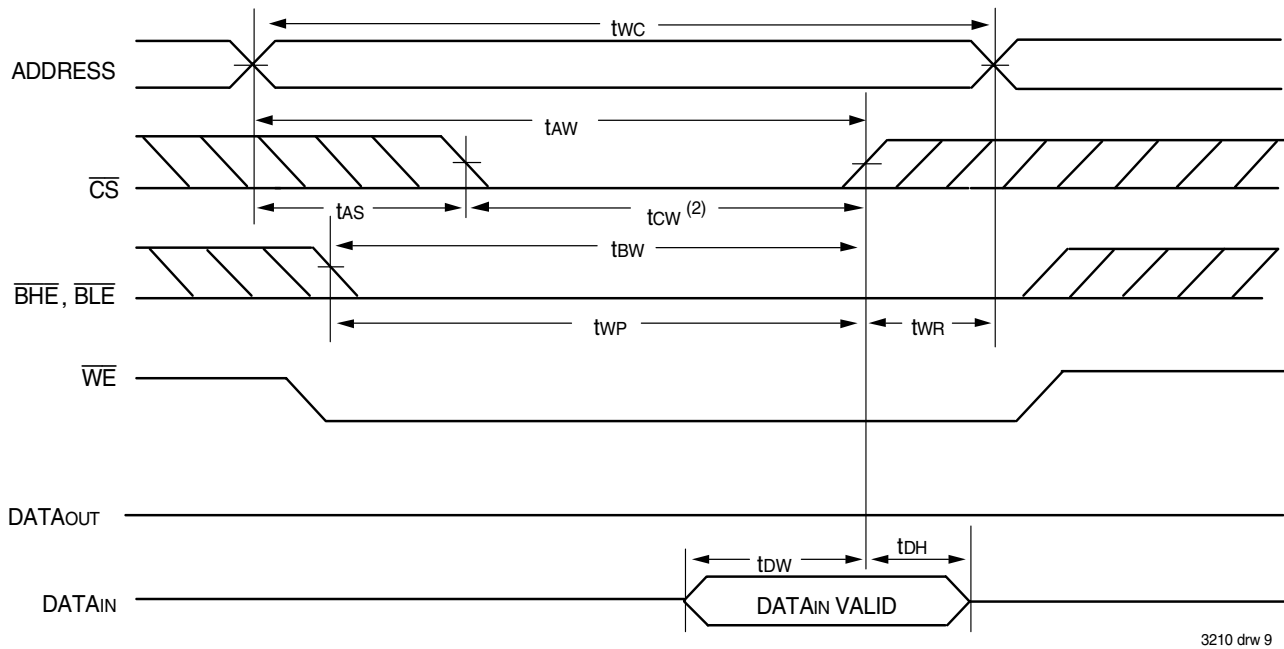 tWC
ADDRESS
tAW
CS
tAS
tCW (2)
tBW
BHE, BLE
tWP
tWR
WE
DATAOUT
tDW
tDH
DATAIN
DATAIN VALID
3210 drw 9